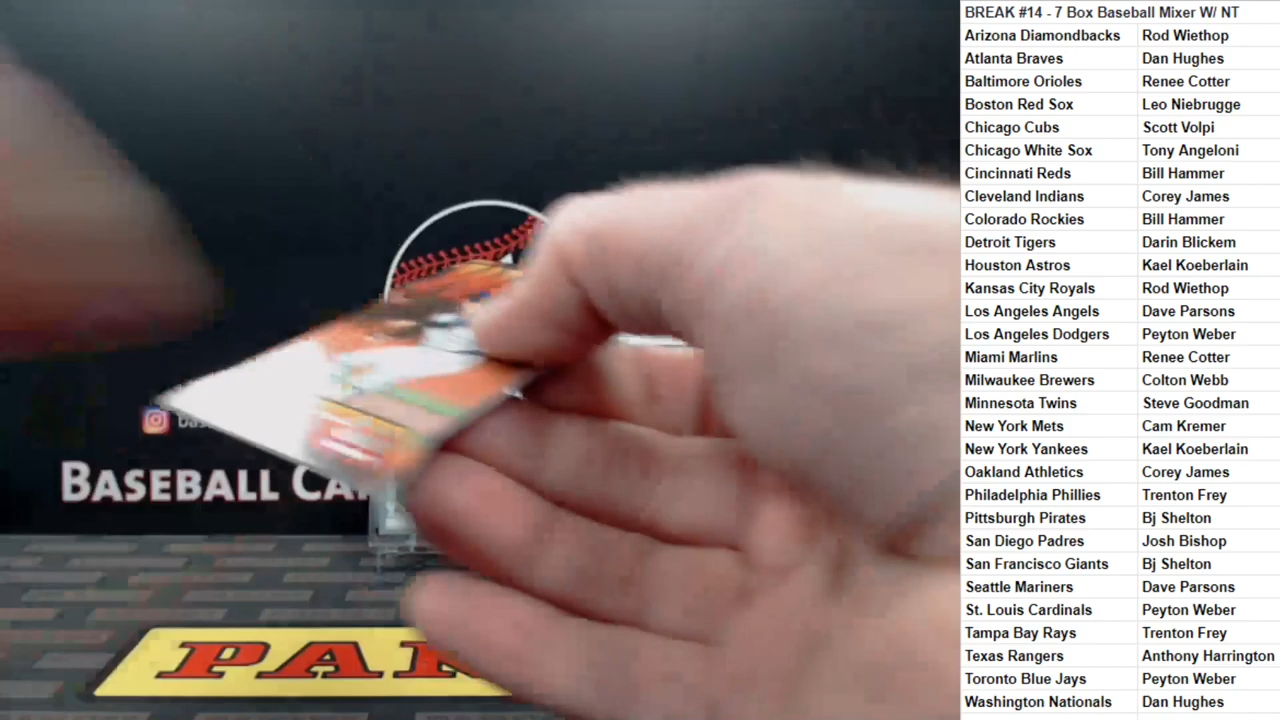 BASEBALL CA
PAN
BREAK #14 - 7 Box Baseball Mixer W/ NT
Arizona Diamondbacks Rod Wiethop
Atlanta Braves Dan Hughes
Baltimore Orioles Renee Cotter
Boston Red Sox Leo Niebrugge
Chicago Cubs Scott Volpi
Chicago White Sox Tony Angeloni
Cincinnati Reds Bill Hammer
Cleveland Indians Corey James
Colorado Rockies Bill Hammer
Detroit Tigers Darin Blickem
Houston Astros Kael Koeberlain
Kansas City Royals Rod Wiethop
Los Angeles Angels Dave Parsons
Los Angeles Dodgers Peyton Weber
Miami Marlins Renee Cotter
Milwaukee Brewers Colton Webb
Minnesota Twins Steve Goodman
New York Mets Cam Kremer
New York Yankees Kael Koeberlain
Oakland Athletics Corey James
Philadelphia Phillies Trenton Frey
Pittsburgh Pirates Bj Shelton
San Diego Padres Josh Bishop
San Francisco Giants Bj Shelton
Seattle Mariners Dave Parsons
St. Louis Cardinals Peyton Weber
Tampa Bay Rays Trenton Frey
Texas Rangers Anthony Harrington
Toronto Blue Jays Peyton Weber
Washington Nationals Dan Hughes